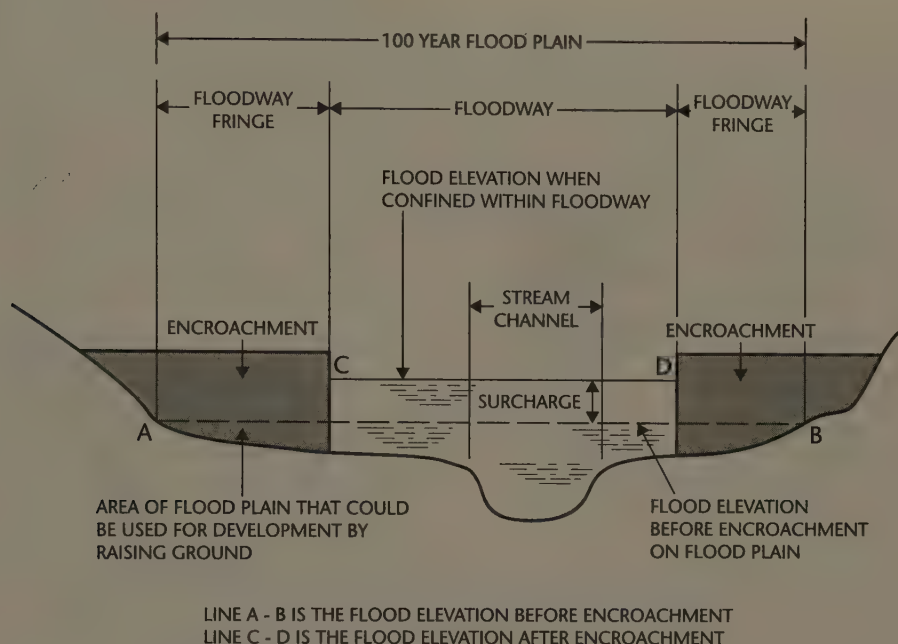 100 YEAR FLOOD PLAIN
FLOODWAY
FRINGE
FLOODWAY
FLOODWAY
FRINGE
FLOOD ELEVATION WHEN
CONFINED WITHIN FLOODWAY
STREAM
CHANNEL
ENCROACHMENT
ENCROACHMENT
C
D
SURCHARGE
A
B
AREA OF FLOOD PLAIN THAT COULD
BE USED FOR DEVELOPMENT BY
RAISING GROUND
FLOOD ELEVATION
BEFORE ENCROACHMENT
ON FLOOD PLAIN
LINE A - B IS THE FLOOD ELEVATION BEFORE ENCROACHMENT
LINE C - D IS THE FLOOD ELEVATION AFTER ENCROACHMENT